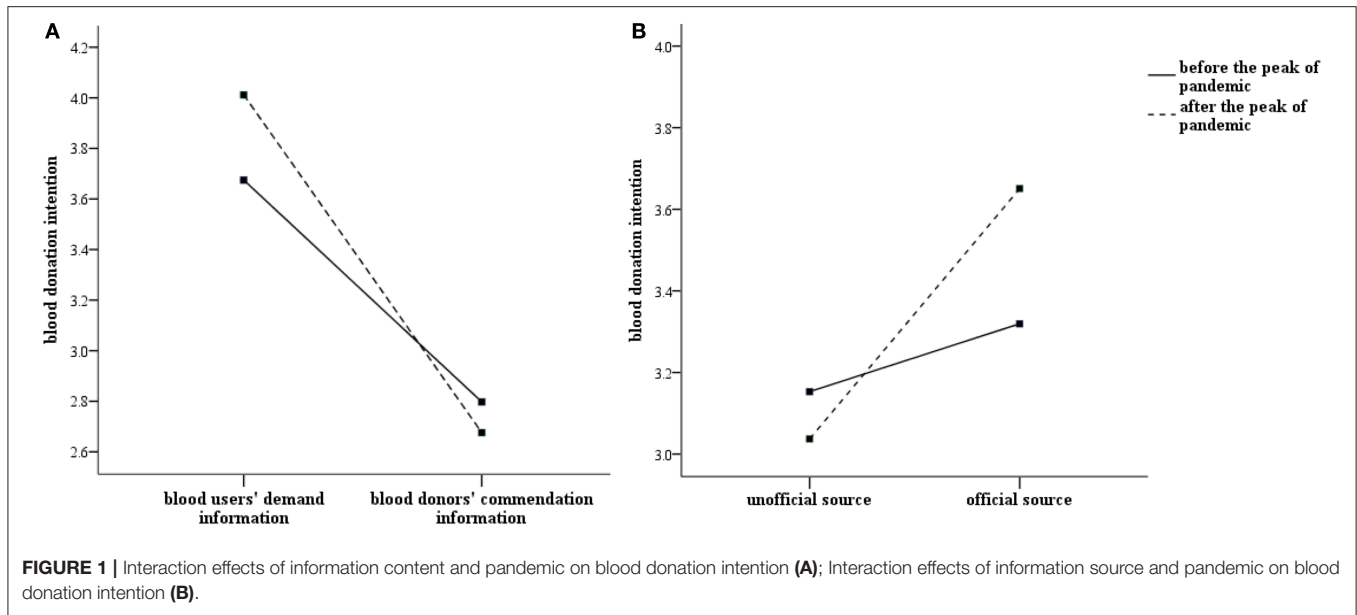 A
4.2
4.0
3.8
3.6
3.4
3.2
3.0
2.8
2.6
blood donation intention
blood users' demand
information
blood donors' commendation
information
B
4.0
3.8
3.6
3.4
3.2
3.0
blood donation intention
unofficial source
official source
before the peak of
pandemic
after the peak of
pandemic
FIGURE 1 | Interaction effects of information content and pandemic on blood donation intention (A); Interaction effects of information source and pandemic on blood
donation intention (B).